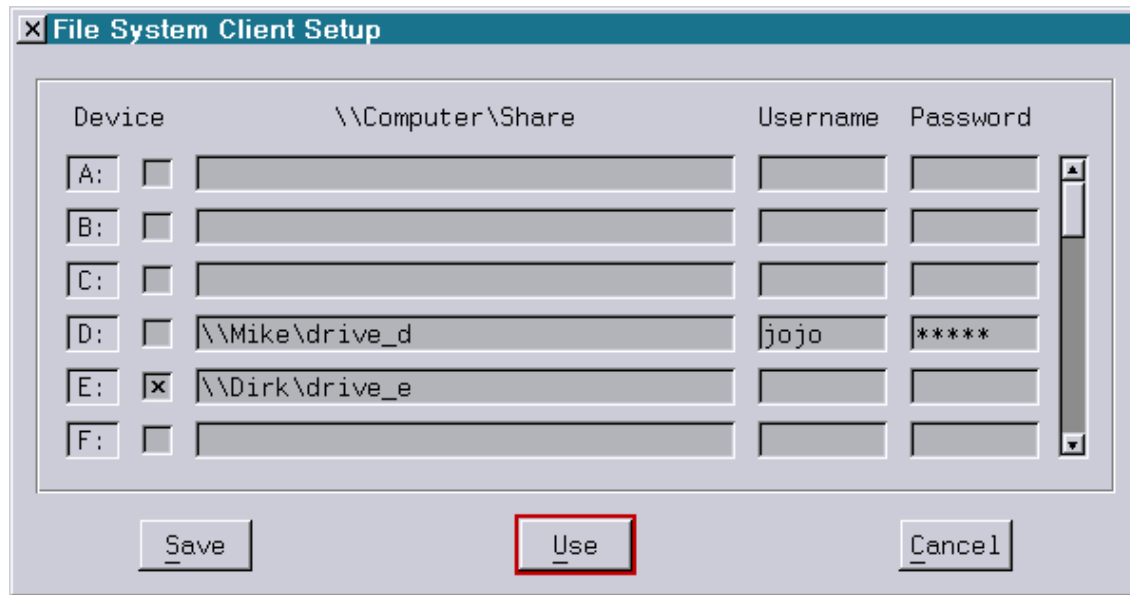 File System Client Setup
Device \\Computer\Share Username Password
A:
B:
C:
D: \\Mike\drive_d jojo *****
E: \\Dirk\drive_e
F:
Save Use Cancel